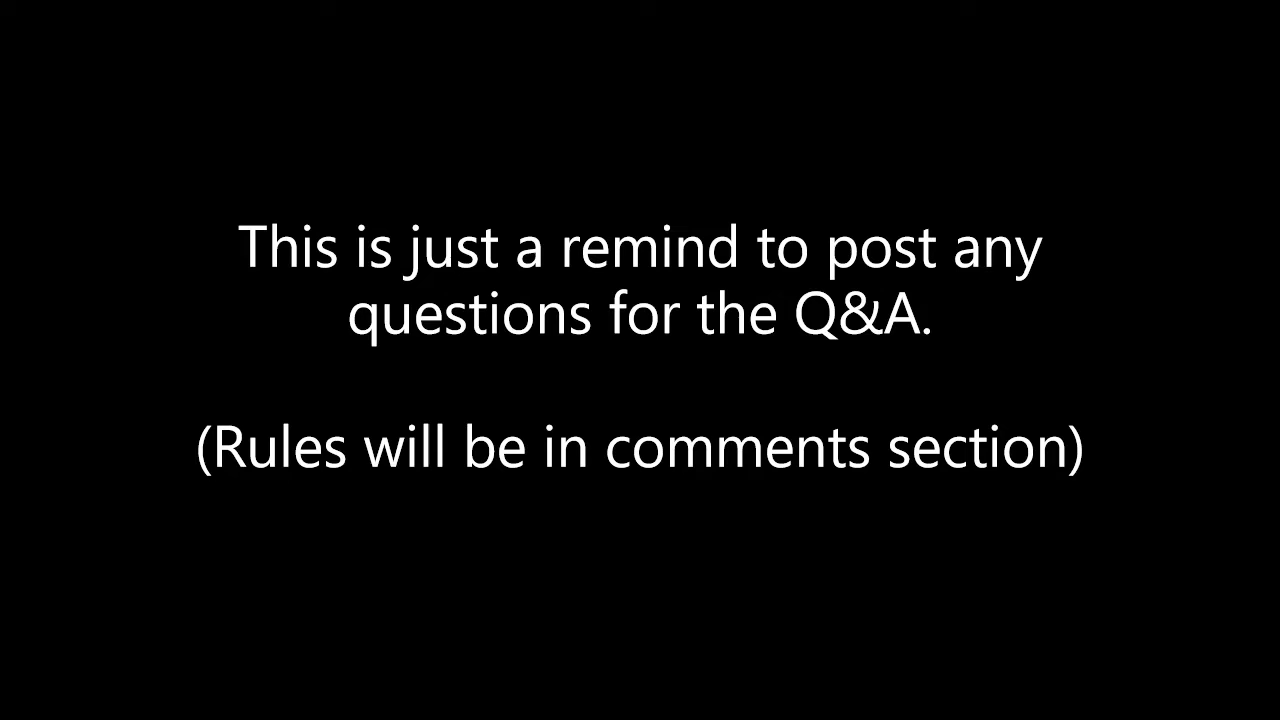 This is just a remind to post any
questions for the Q&A.
(Rules will be in comments section)